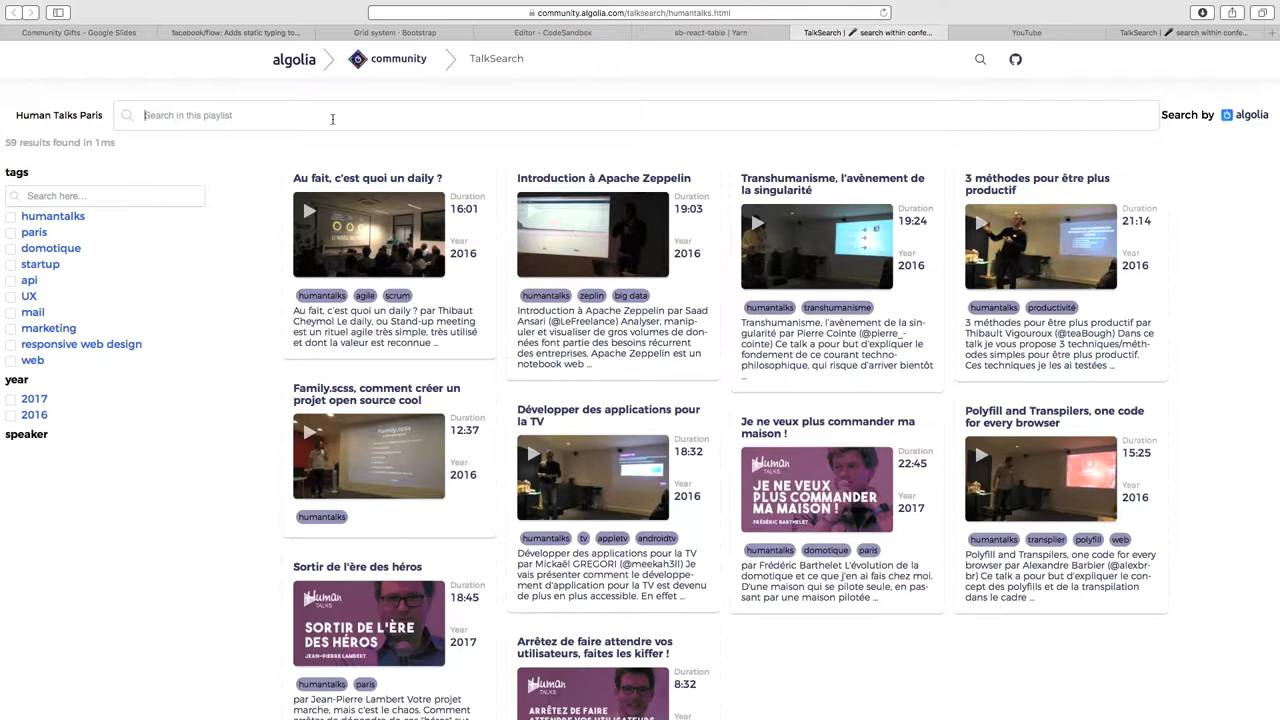 community.algolia.com/talksearch/humantalks.html
Community Gifts - Google Slides
facebook/flow: Adds static typing to...
Grid system · Bootstrap
Editor - CodeSandbox
sb-react-table | Yarn
TalkSearch | 🎤 search within confe...
YouTube
TalkSearch | 🎤 search within confe...
algolia
community
TalkSearch
Human Talks Paris
Search in this playlist
Search by algolia
59 results found in 1ms
tags
Search here...
humantalks
paris
domotique
startup
api
UX
mail
marketing
responsive web design
web
year
2017
2016
speaker
Au fait, c'est quoi un daily ?
Duration
16:01
Year
2016
humantalks agile scrum
Au fait, c'est quoi un daily ? par Thibaut
Cheymol Le daily, ou Stand-up meeting
est un rituel agile très simple, très utilisé
et dont la valeur est reconnue ...
Introduction à Apache Zeppelin
Duration
19:03
Year
2016
humantalks zeplin big data
Introduction à Apache Zeppelin par Saad
Ansari (@LeFreelance) Analyser, manip-
uler et visualiser de gros volumes de don-
nées font partie des besoins récurrent
des entreprises. Apache Zeppelin est un
notebook web ...
Transhumanisme, l'avènement de
la singularité
Duration
19:24
Year
2016
humantalks transhumanisme
Transhumanisme, l'avènement de la sin-
gularité par Pierre Cointe (@pierre_-
cointe) Ce talk a pour but d'expliquer le
fondement de ce courant techno-
philosophique, qui risque d'arriver bientôt
...
3 méthodes pour être plus
productif
Duration
21:14
Year
2016
humantalks productivité
3 méthodes pour être plus productif par
Thibault Vigouroux (@teaBough) Dans ce
talk je vous propose 3 techniques/méth-
odes simples pour être plus productif.
Ces techniques je les ai testées ...
Family.scss, comment créer un
projet open source cool
Family.scss
Duration
12:37
Year
2016
humantalks
Développer des applications pour
la TV
Duration
18:32
Year
2016
humantalks tv appletv androidtv
Développer des applications pour la TV
par Mickaël GREGORI (@meekah3ll) Je
vais présenter comment le développe-
ment d'application pour la TV est devenu
de plus en plus accessible. En effet ...
Je ne veux plus commander ma
maison !
Human
TALKS
JE NE VEUX
PLUS COMMANDER
MA MAISON !
FRÉDÉRIC BARTHELET
Duration
22:45
Year
2017
humantalks domotique paris
par Frédéric Barthelet L'évolution de la
domotique et ce que j'en ai fais chez moi.
D'une maison qui se pilote seule, en pas-
sant par une maison pilotée ...
Polyfill and Transpilers, one code
for every browser
Duration
15:25
Year
2016
humantalks transpiler polyfill web
Polyfill and Transpilers, one code for every
browser par Alexandre Barbier (@alexbr-
br) Ce talk a pour but d'expliquer le con-
cept des polyfills et de la transpilation
dans le cadre ...
Sortir de l'ère des héros
Human
TALKS
SORTIR DE L'ÈRE
DES HÉROS
JEAN-PIERRE LAMBERT
Duration
18:45
Year
2017
humantalks paris
par Jean-Pierre Lambert Votre projet
marche, mais c'est le chaos. Comment
arrêter de dépendre de ces "héros" sur
Arrêtez de faire attendre vos
utilisateurs, faites les kiffer !
Human
TALKS
ARRÊTEZ DE FAIRE
ATTENDRE VOS UTILISATEURS
Duration
8:32
Year